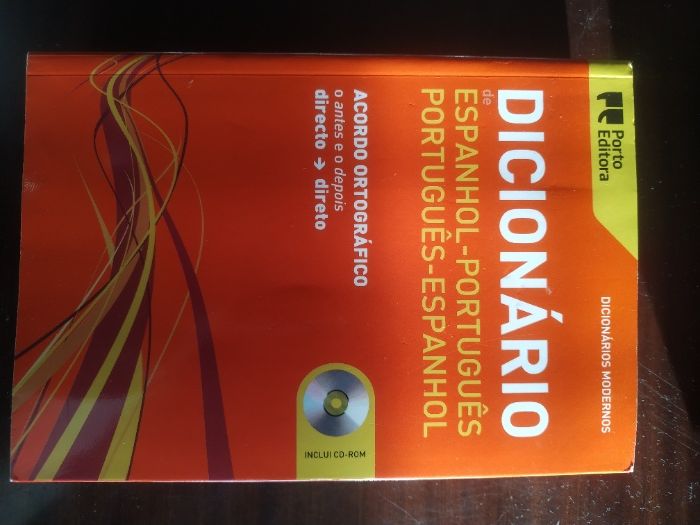 Porto
Editora
DICIONÁRIOS MODERNOS
DICIONÁRIO
de
ESPANHOL-PORTUGUÊS
PORTUGUÊS-ESPANHOL
ACORDO ORTOGRÁFICO
o antes e o depois
directo → direto
INCLUI CD-ROM